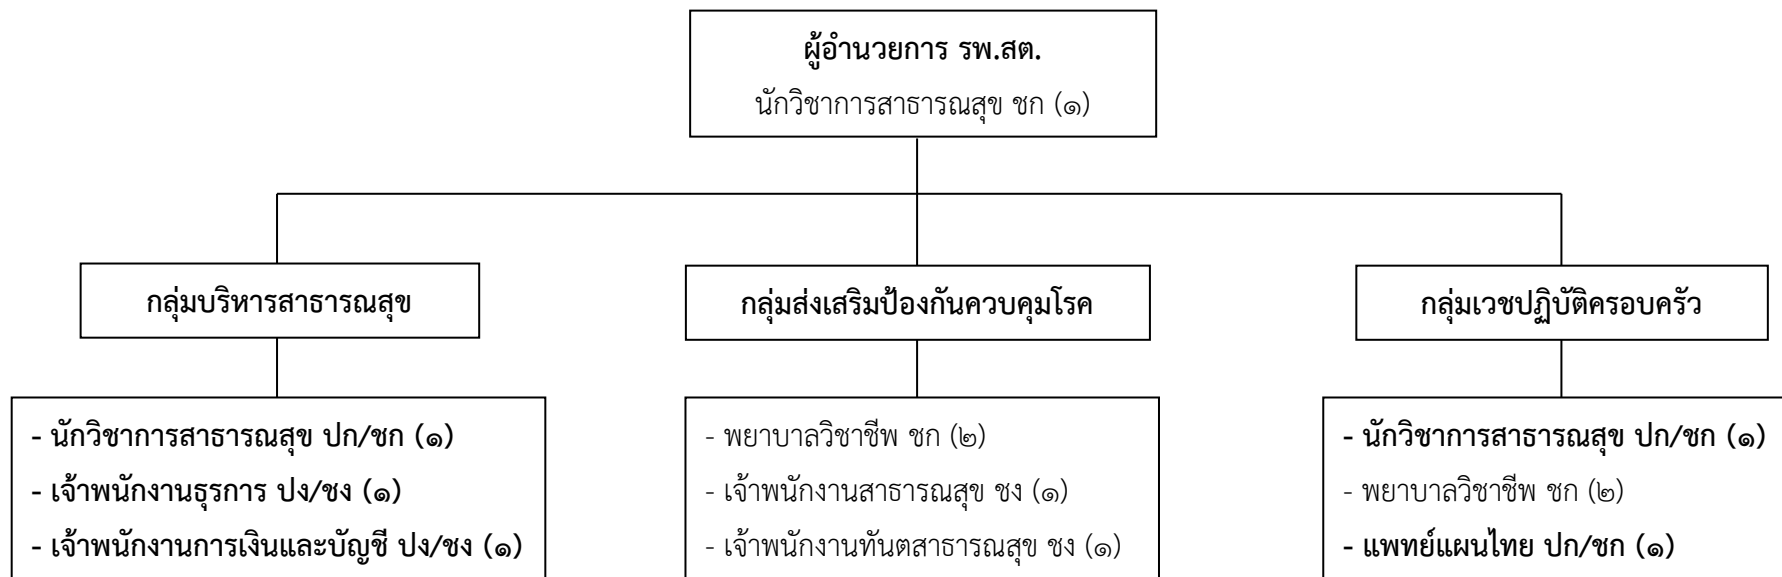 ผู้อำนวยการ รพ.สต.
นักวิชาการสาธารณสุข ชก (๑)
กลุ่มบริหารสาธารณสุข
กลุ่มส่งเสริมป้องกันควบคุมโรค
กลุ่มเวชปฏิบัติครอบครัว
- นักวิชาการสาธารณสุข ปก/ชก (๑)
- เจ้าพนักงานธุรการ ปง/ชง (๑)
- เจ้าพนักงานการเงินและบัญชี ปง/ชง (๑)
- พยาบาลวิชาชีพ ชก (๒)
- เจ้าพนักงานสาธารณสุข ชง (๑)
- เจ้าพนักงานทันตสาธารณสุข ชง (๑)
- นักวิชาการสาธารณสุข ปก/ชก (๑)
- พยาบาลวิชาชีพ ชก (๒)
- แพทย์แผนไทย ปก/ชก (๑)